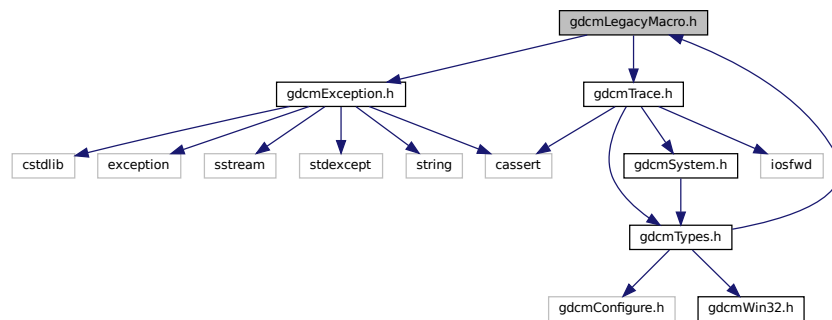 gdcmLegacyMacro.h
gdcmException.h
gdcmTrace.h
cstdlib
exception
sstream
stdexcept
string
cassert
gdcmSystem.h
iosfwd
gdcmTypes.h
gdcmConfigure.h
gdcmWin32.h